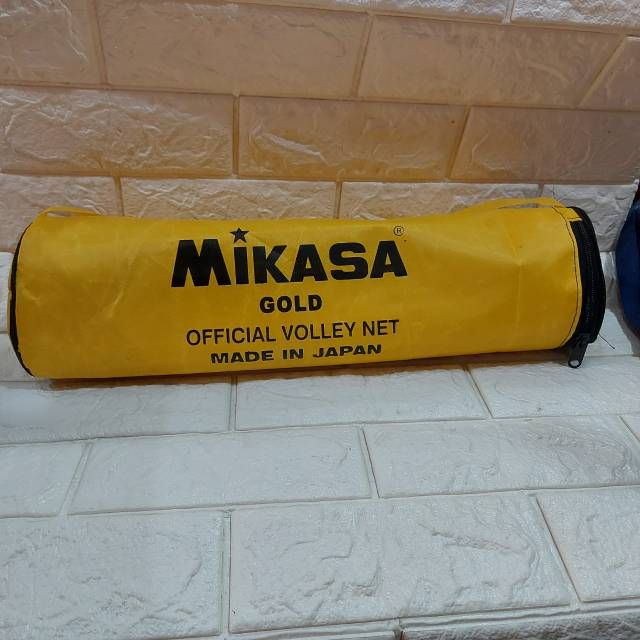 MiKASA®
GOLD
OFFICIAL VOLLEY NET
MADE IN JAPAN